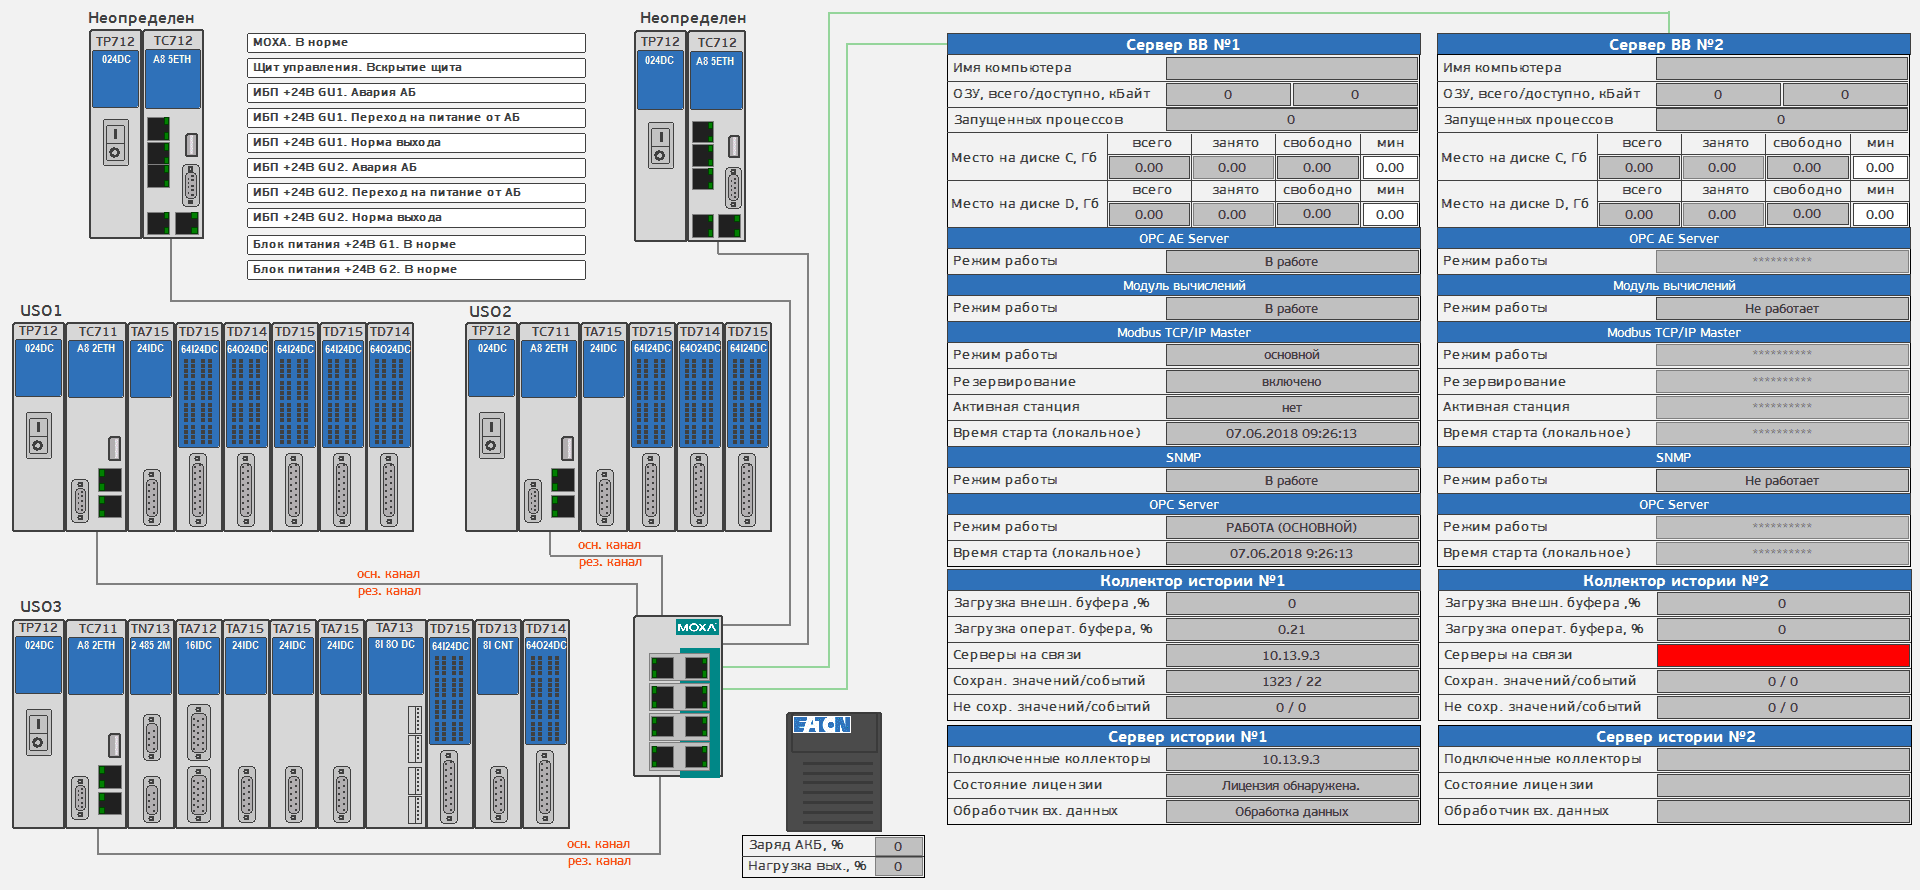 Неопределен
TP712 TC712
024DC A8 5ETH
MOXA. В норме
Щит управления. Вскрытие щита
ИБП +24В GU1. Авария АБ
ИБП +24В GU1. Переход на питание от АБ
ИБП +24В GU1. Норма выхода
ИБП +24В GU2. Авария АБ
ИБП +24В GU2. Переход на питание от АБ
ИБП +24В GU2. Норма выхода
Блок питания +24В G1. В норме
Блок питания +24В G2. В норме
Неопределен
TP712 TC712
024DC A8 5ETH
USO1
TP712 TC711 TA715 TD715 TD714 TD715 TD715 TD714
024DC A8 2ETH 24IDC 64I24DC 64O24DC 64I24DC 64I24DC 64O24DC
USO2
TP712 TC711 TA715 TD715 TD714 TD715
024DC A8 2ETH 24IDC 64I24DC 64O24DC 64I24DC
осн. канал
рез. канал
осн. канал
рез. канал
USO3
TP712 TC711 TN713 TA712 TA715 TA715 TA715 TA713 TD715 TD713 TD714
024DC A8 2ETH 2 485 2M 16IDC 24IDC 24IDC 24IDC 8I 8O DC 64I24DC 8I CNT 64O24DC
осн. канал
рез. канал
MOXA
EATON
Заряд АКБ, % 0
Нагрузка вых., % 0
Сервер ВВ №1
Имя компьютера
ОЗУ, всего/доступно, кБайт 0 0
Запущенных процессов 0
всего занято свободно мин
Место на диске C, Гб 0.00 0.00 0.00 0.00
всего занято свободно мин
Место на диске D, Гб 0.00 0.00 0.00 0.00
OPC AE Server
Режим работы В работе
Модуль вычислений
Режим работы В работе
Modbus TCP/IP Master
Режим работы основной
Резервирование включено
Активная станция нет
Время старта (локальное) 07.06.2018 09:26:13
SNMP
Режим работы В работе
OPC Server
Режим работы РАБОТА (ОСНОВНОЙ)
Время старта (локальное) 07.06.2018 9:26:13
Коллектор истории №1
Загрузка внешн. буфера ,% 0
Загрузка операт. буфера, % 0.21
Серверы на связи 10.13.9.3
Сохран. значений/событий 1323 / 22
Не сохр. значений/событий 0 / 0
Сервер истории №1
Подключенные коллекторы 10.13.9.3
Состояние лицензии Лицензия обнаружена.
Обработчик вх. данных Обработка данных
Сервер ВВ №2
Имя компьютера
ОЗУ, всего/доступно, кБайт 0 0
Запущенных процессов 0
всего занято свободно мин
Место на диске C, Гб 0.00 0.00 0.00 0.00
всего занято свободно мин
Место на диске D, Гб 0.00 0.00 0.00 0.00
OPC AE Server
Режим работы **********
Модуль вычислений
Режим работы Не работает
Modbus TCP/IP Master
Режим работы **********
Резервирование **********
Активная станция **********
Время старта (локальное) **********
SNMP
Режим работы Не работает
OPC Server
Режим работы **********
Время старта (локальное) **********
Коллектор истории №2
Загрузка внешн. буфера ,% 0
Загрузка операт. буфера, % 0
Серверы на связи
Сохран. значений/событий 0 / 0
Не сохр. значений/событий 0 / 0
Сервер истории №2
Подключенные коллекторы
Состояние лицензии
Обработчик вх. данных